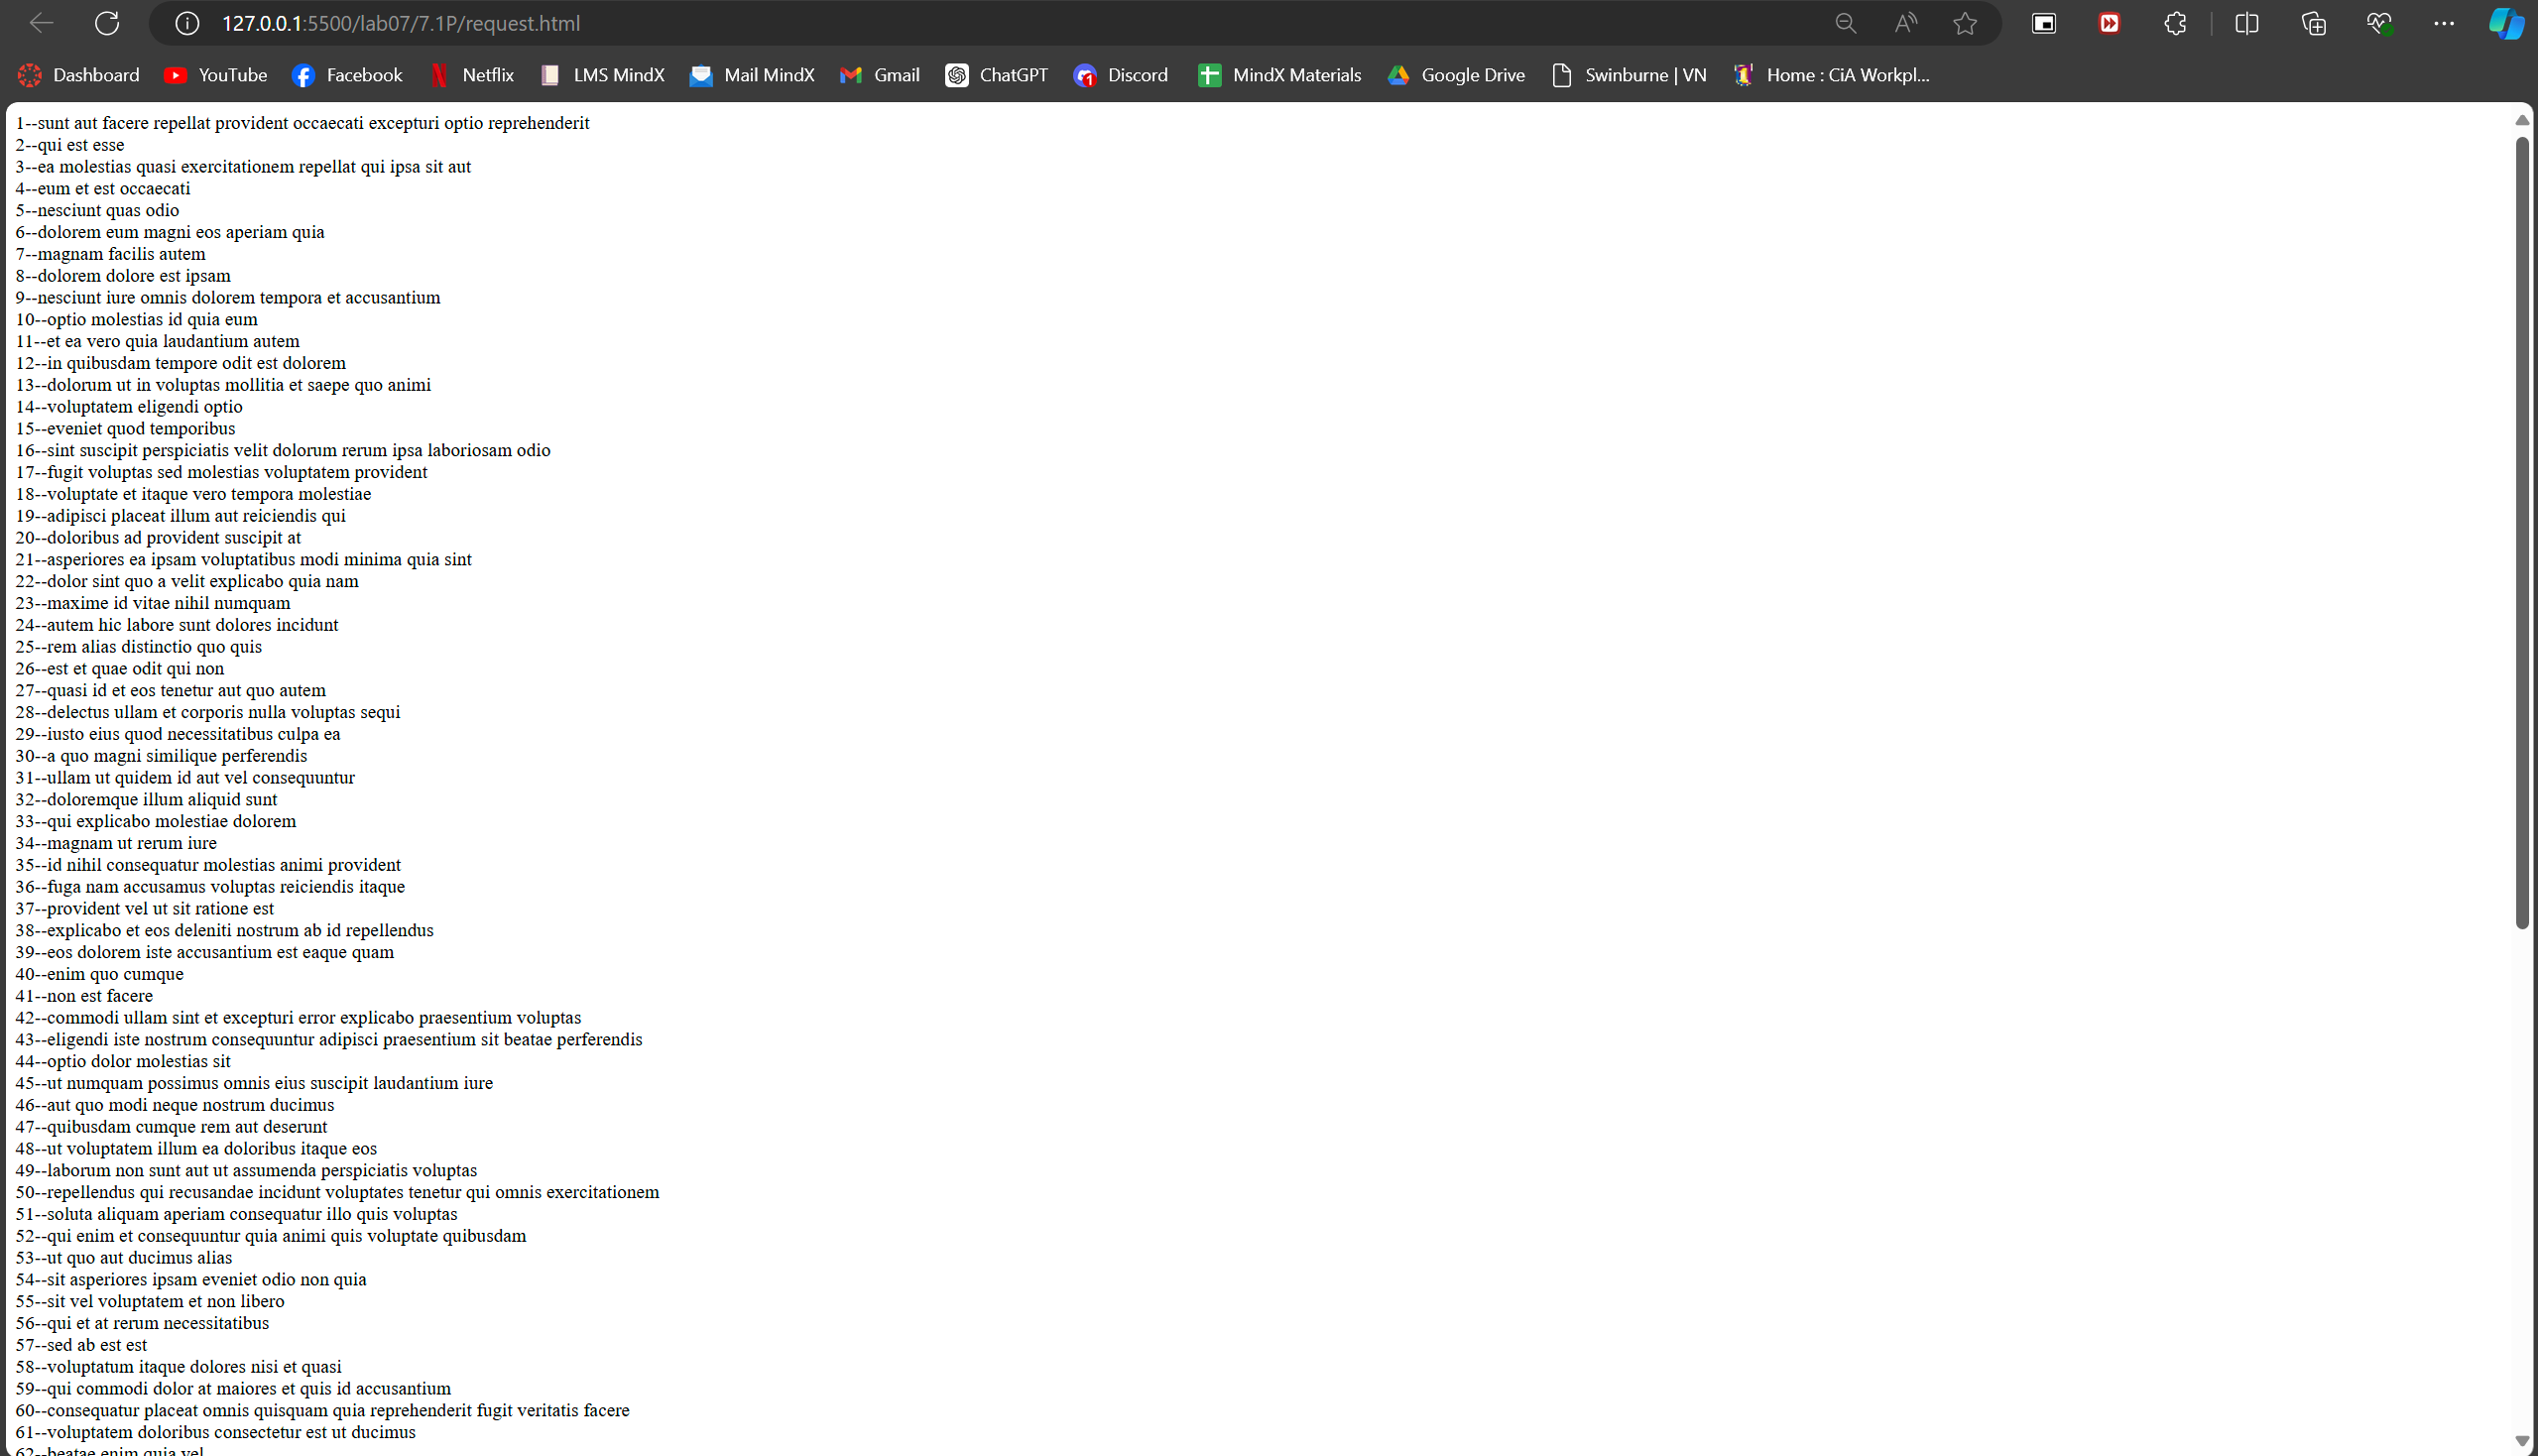 127.0.0.1:5500/lab07/7.1P/request.html
Dashboard YouTube Facebook Netflix LMS MindX Mail MindX Gmail ChatGPT 1 Discord MindX Materials Google Drive Swinburne | VN Home : CiA Workpl...
1--sunt aut facere repellat provident occaecati excepturi optio reprehenderit
2--qui est esse
3--ea molestias quasi exercitationem repellat qui ipsa sit aut
4--eum et est occaecati
5--nesciunt quas odio
6--dolorem eum magni eos aperiam quia
7--magnam facilis autem
8--dolorem dolore est ipsam
9--nesciunt iure omnis dolorem tempora et accusantium
10--optio molestias id quia eum
11--et ea vero quia laudantium autem
12--in quibusdam tempore odit est dolorem
13--dolorum ut in voluptas mollitia et saepe quo animi
14--voluptatem eligendi optio
15--eveniet quod temporibus
16--sint suscipit perspiciatis velit dolorum rerum ipsa laboriosam odio
17--fugit voluptas sed molestias voluptatem provident
18--voluptate et itaque vero tempora molestiae
19--adipisci placeat illum aut reiciendis qui
20--doloribus ad provident suscipit at
21--asperiores ea ipsam voluptatibus modi minima quia sint
22--dolor sint quo a velit explicabo quia nam
23--maxime id vitae nihil numquam
24--autem hic labore sunt dolores incidunt
25--rem alias distinctio quo quis
26--est et quae odit qui non
27--quasi id et eos tenetur aut quo autem
28--delectus ullam et corporis nulla voluptas sequi
29--iusto eius quod necessitatibus culpa ea
30--a quo magni similique perferendis
31--ullam ut quidem id aut vel consequuntur
32--doloremque illum aliquid sunt
33--qui explicabo molestiae dolorem
34--magnam ut rerum iure
35--id nihil consequatur molestias animi provident
36--fuga nam accusamus voluptas reiciendis itaque
37--provident vel ut sit ratione est
38--explicabo et eos deleniti nostrum ab id repellendus
39--eos dolorem iste accusantium est eaque quam
40--enim quo cumque
41--non est facere
42--commodi ullam sint et excepturi error explicabo praesentium voluptas
43--eligendi iste nostrum consequuntur adipisci praesentium sit beatae perferendis
44--optio dolor molestias sit
45--ut numquam possimus omnis eius suscipit laudantium iure
46--aut quo modi neque nostrum ducimus
47--quibusdam cumque rem aut deserunt
48--ut voluptatem illum ea doloribus itaque eos
49--laborum non sunt aut ut assumenda perspiciatis voluptas
50--repellendus qui recusandae incidunt voluptates tenetur qui omnis exercitationem
51--soluta aliquam aperiam consequatur illo quis voluptas
52--qui enim et consequuntur quia animi quis voluptate quibusdam
53--ut quo aut ducimus alias
54--sit asperiores ipsam eveniet odio non quia
55--sit vel voluptatem et non libero
56--qui et at rerum necessitatibus
57--sed ab est est
58--voluptatum itaque dolores nisi et quasi
59--qui commodi dolor at maiores et quis id accusantium
60--consequatur placeat omnis quisquam quia reprehenderit fugit veritatis facere
61--voluptatem doloribus consectetur est ut ducimus
62--beatae enim quia vel